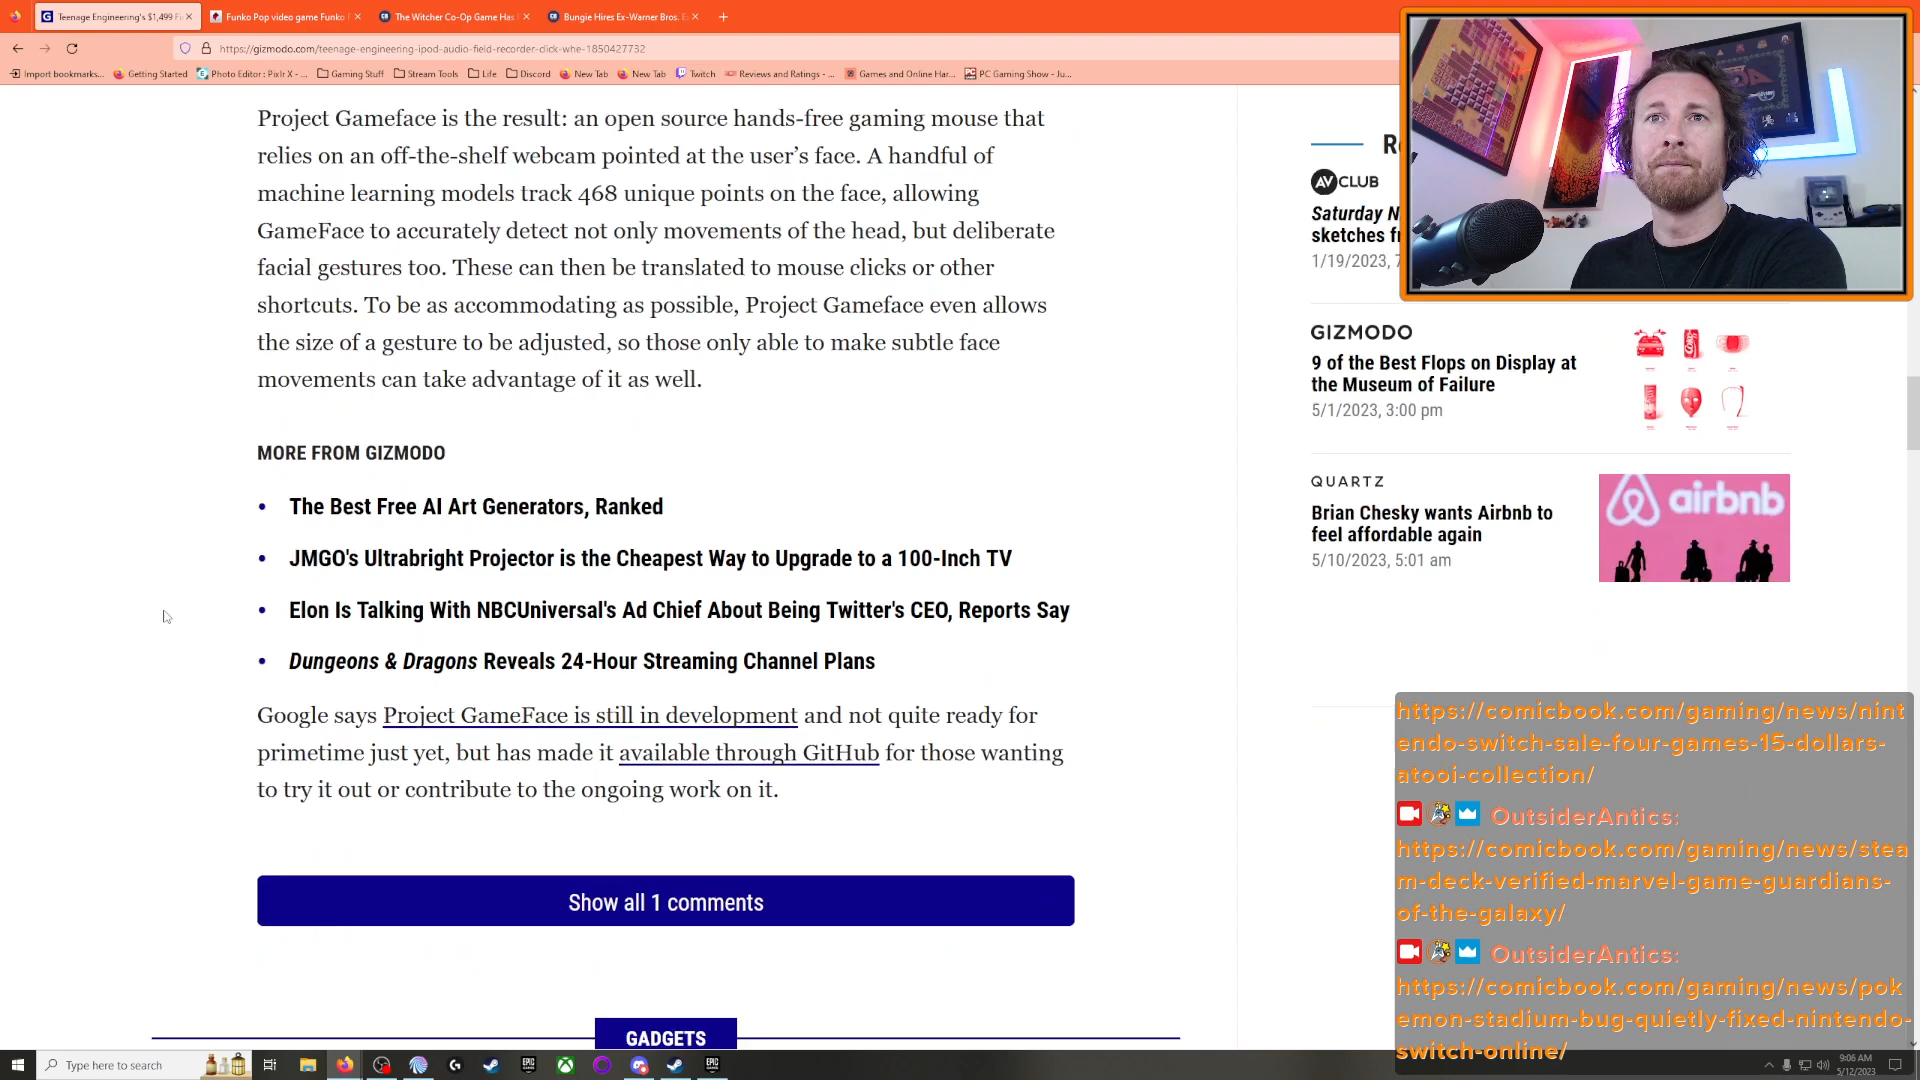 Teenage Engineering's $1,499 Fi
Funko Pop video game Funko
The Witcher Co-Op Game Has
Bungie Hires Ex-Warner Bros. E
https://gizmodo.com/teenage-engineering-ipod-audio-field-recorder-click-whe-1850427732
Import bookmarks...
Getting Started
Photo Editor : Pixlr X - ...
Gaming Stuff
Stream Tools
Life
Discord
New Tab
New Tab
Twitch
Reviews and Ratings - ...
Games and Online Har...
PC Gaming Show - Ju...
Project Gameface is the result: an open source hands-free gaming mouse that
relies on an off-the-shelf webcam pointed at the user's face. A handful of
machine learning models track 468 unique points on the face, allowing
GameFace to accurately detect not only movements of the head, but deliberate
facial gestures too. These can then be translated to mouse clicks or other
shortcuts. To be as accommodating as possible, Project Gameface even allows
the size of a gesture to be adjusted, so those only able to make subtle face
movements can take advantage of it as well.
MORE FROM GIZMODO
• The Best Free AI Art Generators, Ranked
• JMGO's Ultrabright Projector is the Cheapest Way to Upgrade to a 100-Inch TV
• Elon Is Talking With NBCUniversal's Ad Chief About Being Twitter's CEO, Reports Say
• Dungeons & Dragons Reveals 24-Hour Streaming Channel Plans
Google says Project GameFace is still in development and not quite ready for
primetime just yet, but has made it available through GitHub for those wanting
to try it out or contribute to the ongoing work on it.
Show all 1 comments
GADGETS
AV CLUB
Saturday N
sketches fr
1/19/2023, 7
GIZMODO
9 of the Best Flops on Display at
the Museum of Failure
5/1/2023, 3:00 pm
QUARTZ
Brian Chesky wants Airbnb to
feel affordable again
5/10/2023, 5:01 am
airbnb
https://comicbook.com/gaming/news/nint
endo-switch-sale-four-games-15-dollars-
atooi-collection/
OutsiderAntics:
https://comicbook.com/gaming/news/stea
m-deck-verified-marvel-game-guardians-
of-the-galaxy/
OutsiderAntics:
https://comicbook.com/gaming/news/pok
emon-stadium-bug-quietly-fixed-nintendo-
switch-online/
Type here to search
9:06 AM
5/12/2023